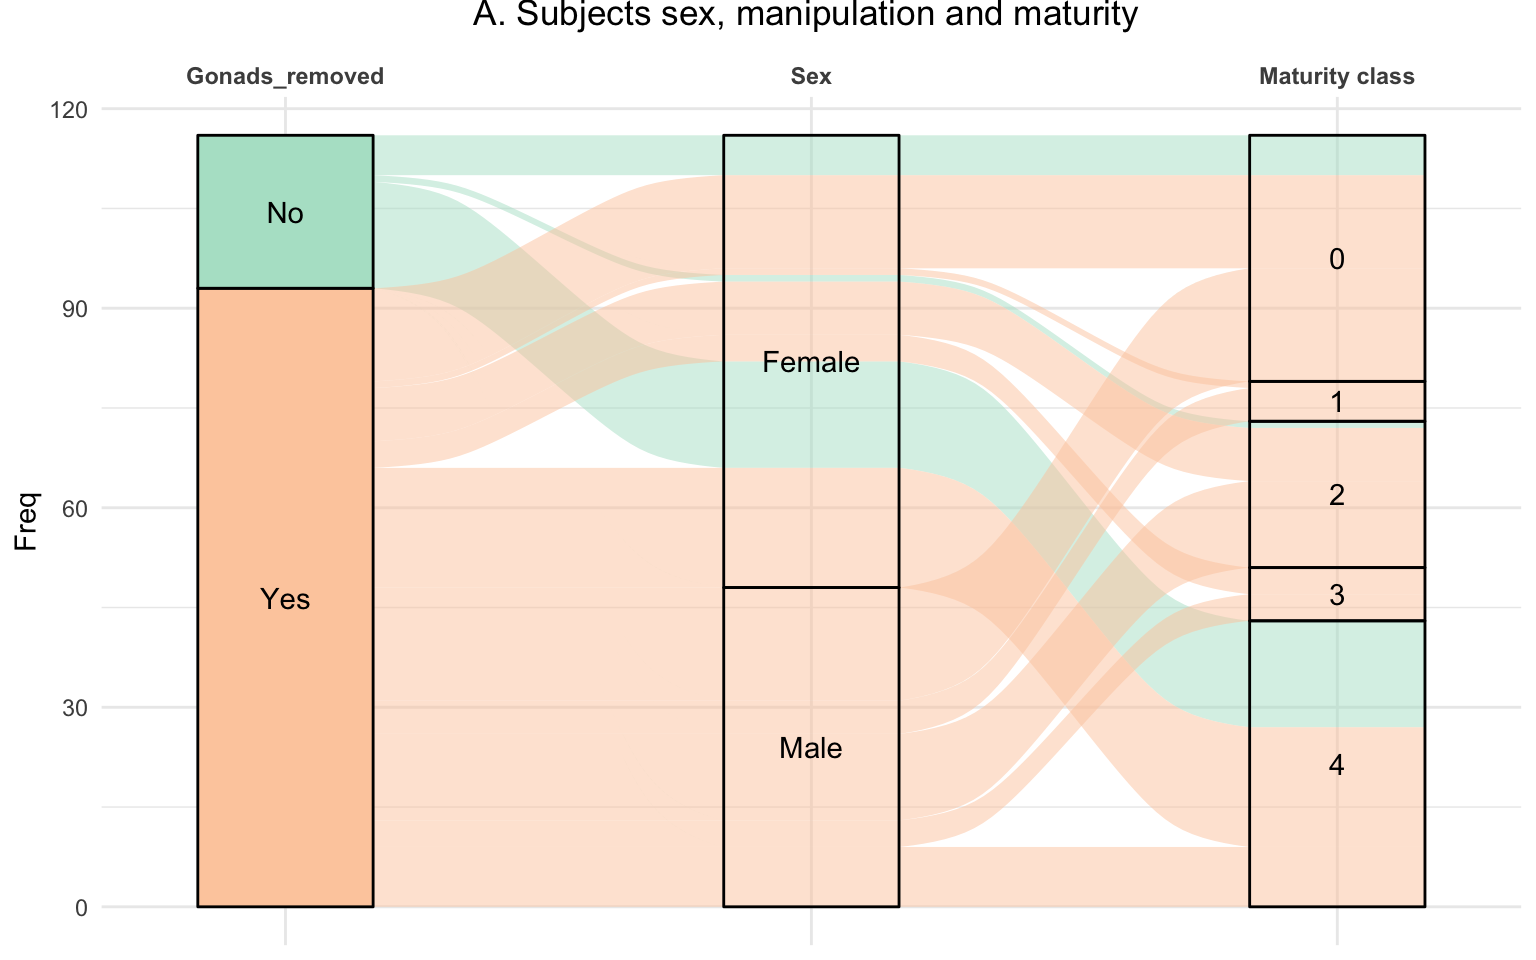 A. Subjects sex, manipulation and maturity
Gonads_removed Sex Maturity class
120
90
60
30
0
Freq
No
Yes
Female
Male
0
1
2
3
4